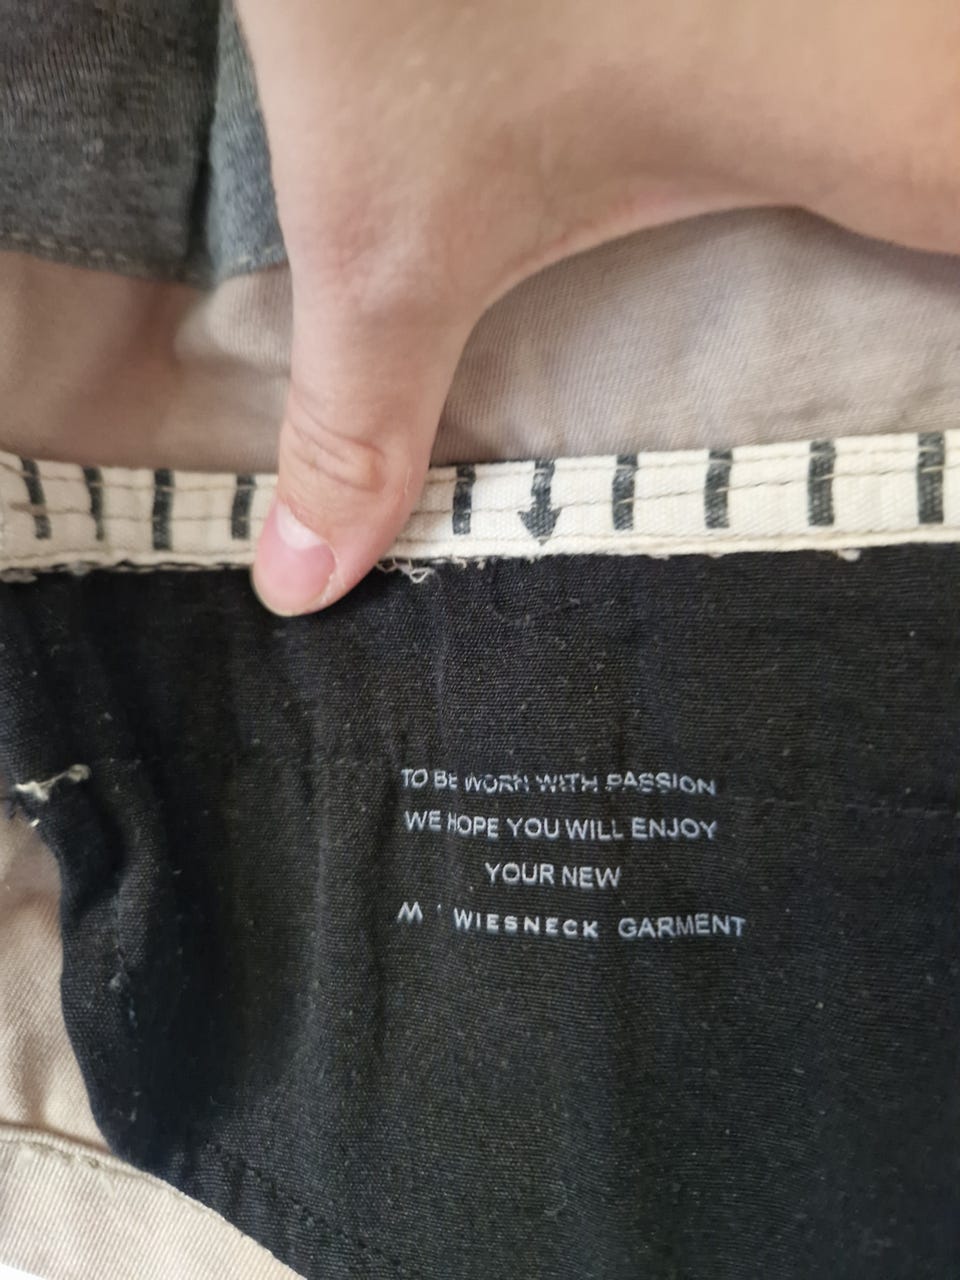 TO BE WORN WITH PASSION
WE HOPE YOU WILL ENJOY
YOUR NEW
M ' WIESNECK GARMENT